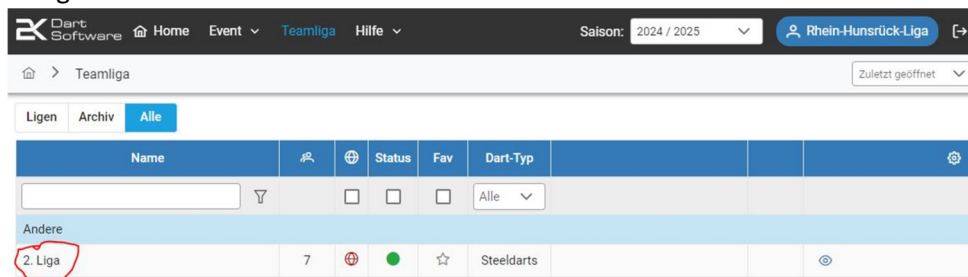 2K Dart Software Home Event Teamliga Hilfe Saison: 2024 / 2025 Rhein-Hunsrück-Liga
> Teamliga Zuletzt geöffnet
Ligen Archiv Alle
Name Status Fav Dart-Typ
Alle
Andere
2. Liga 7 Steeldarts